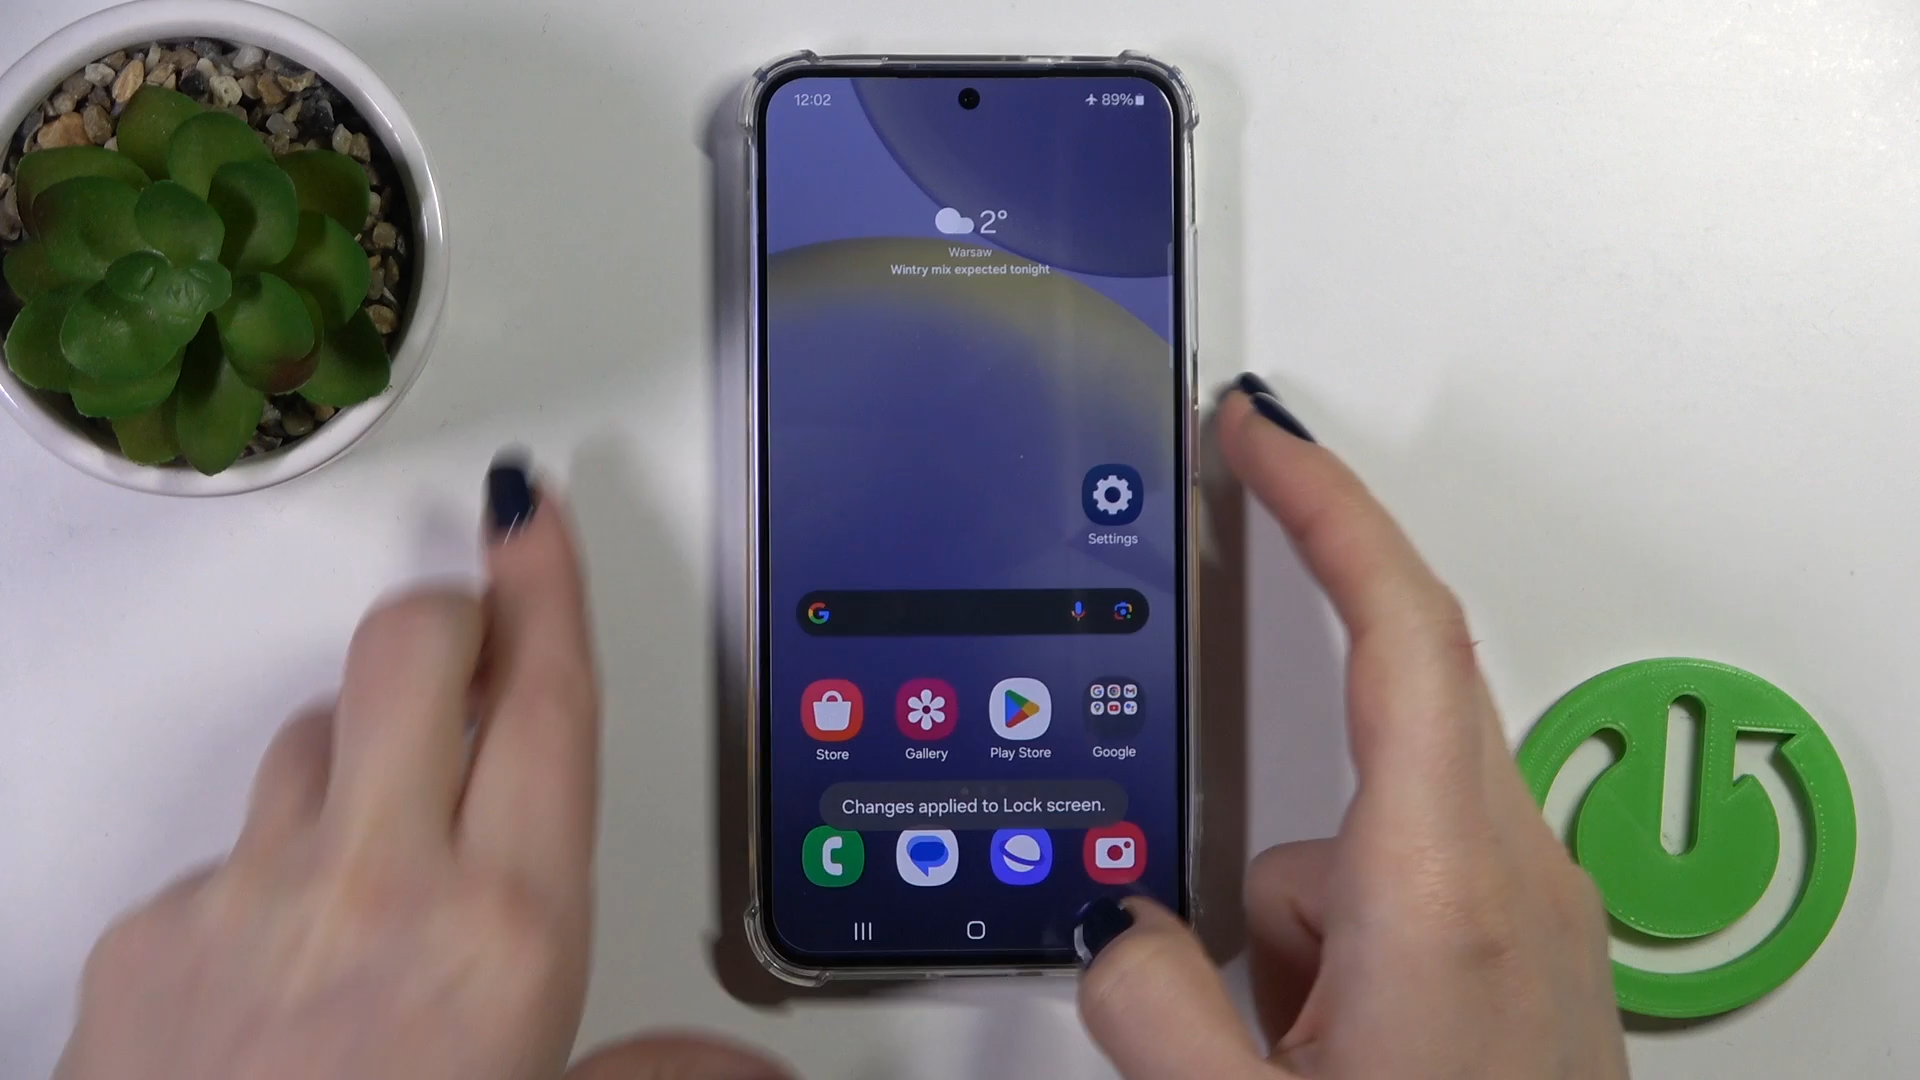 12:02 89%
2°
Warsaw
Wintry mix expected tonight
Settings
G
Store Gallery Play Store Google
Changes applied to Lock screen.